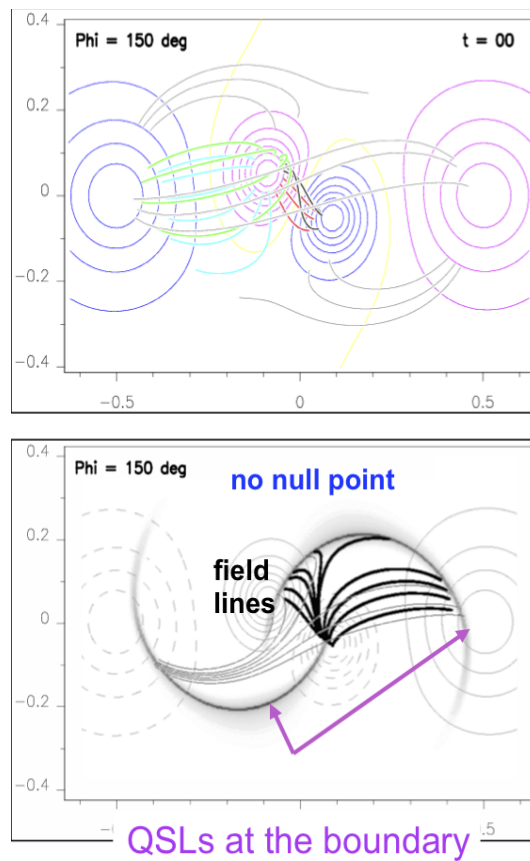 Phi = 150 deg t = 00
0.4
0.2
0
−0.2
−0.4
−0.5 0 0.5
Phi = 150 deg
no null point
field
lines
0.4
0.2
0
−0.2
−0.4
0.5
QSLs at the boundary